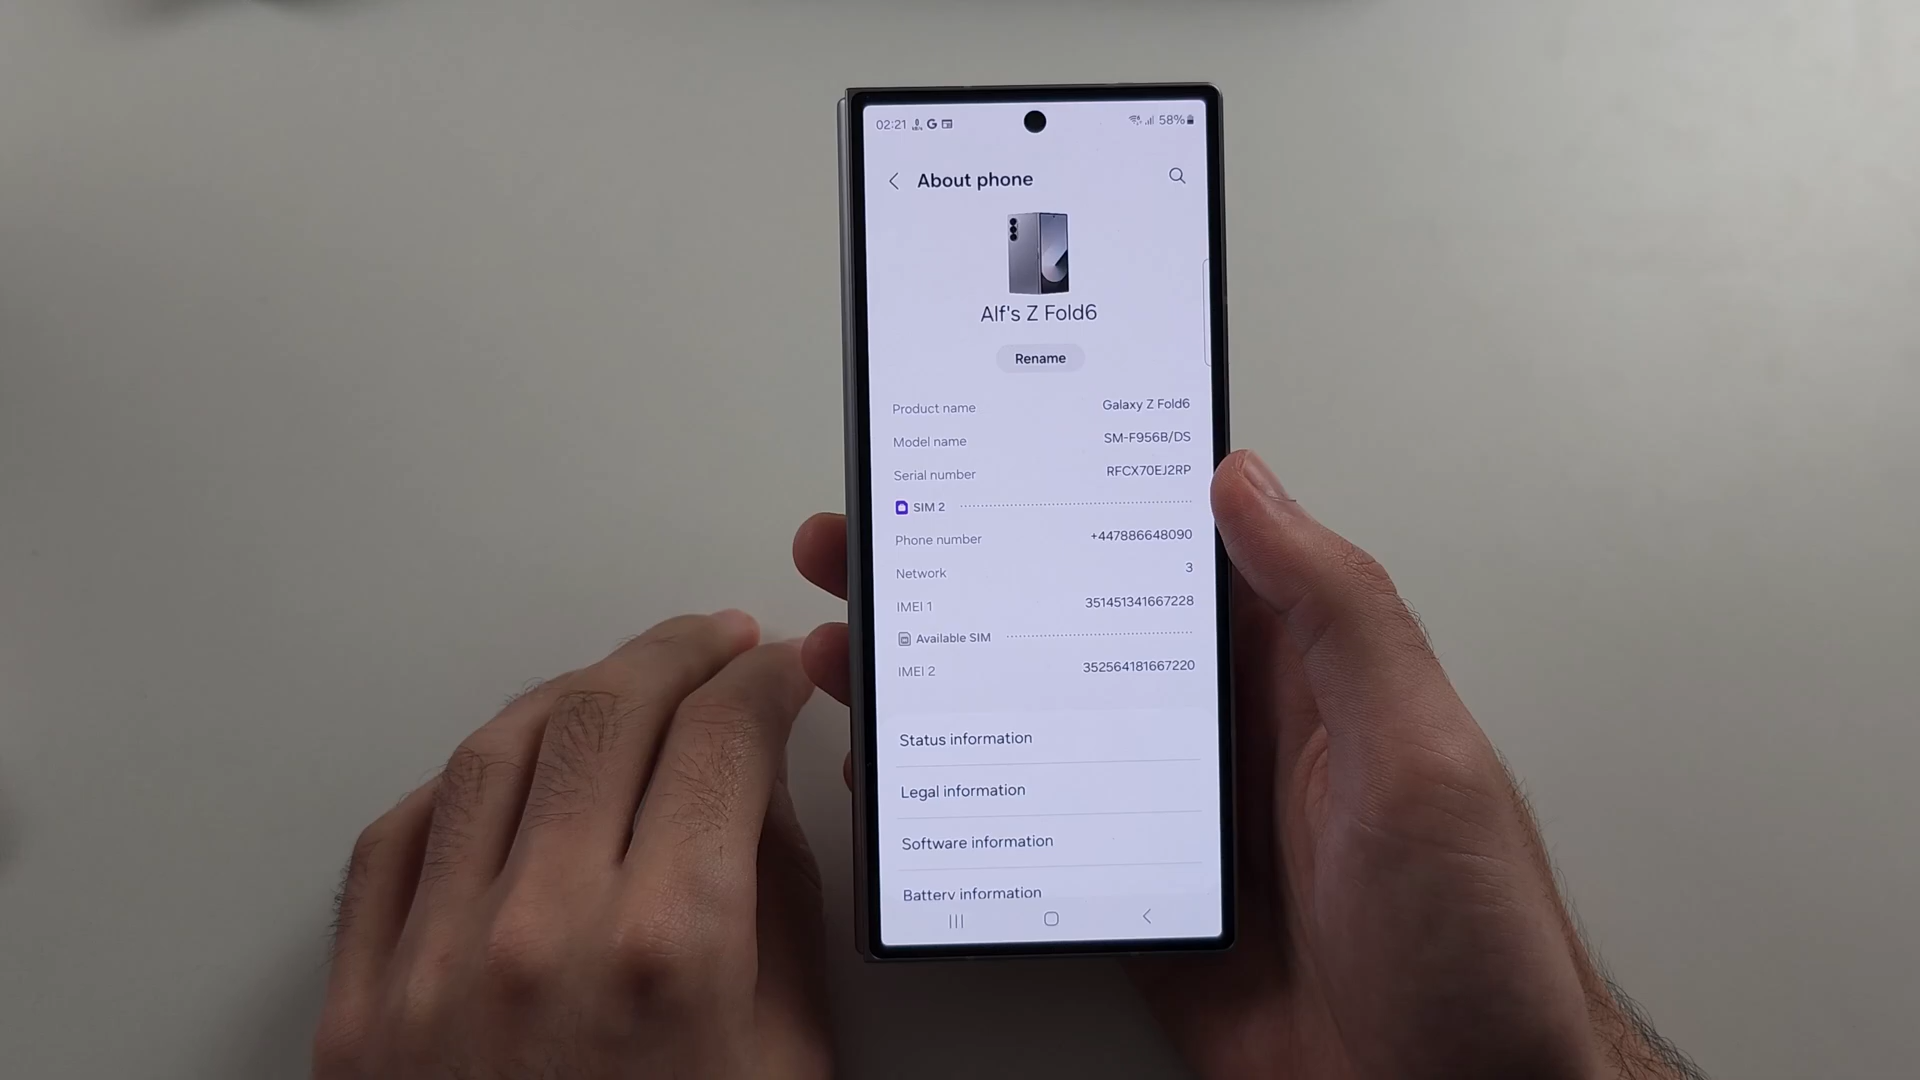 02:21 G 58%
About phone
Alf's Z Fold6
Rename
Product name Galaxy Z Fold6
Model name SM-F956B/DS
Serial number RFCX70EJ2RP
SIM 2
Phone number +447886648090
Network 3
IMEI 1 351451341667228
Available SIM
IMEI 2 352564181667220
Status information
Legal information
Software information
Battery information